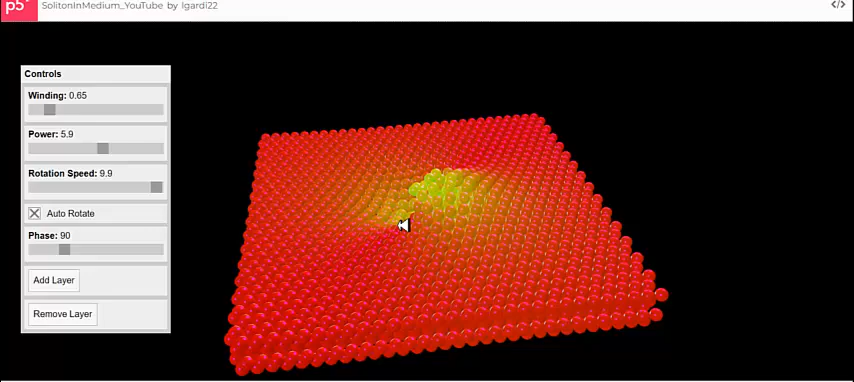 p5*
SolitonInMedium_YouTube by lgardi22
</>
Controls
Winding: 0.65
Power: 5.9
Rotation Speed: 9.9
Auto Rotate
Phase: 90
Add Layer
Remove Layer